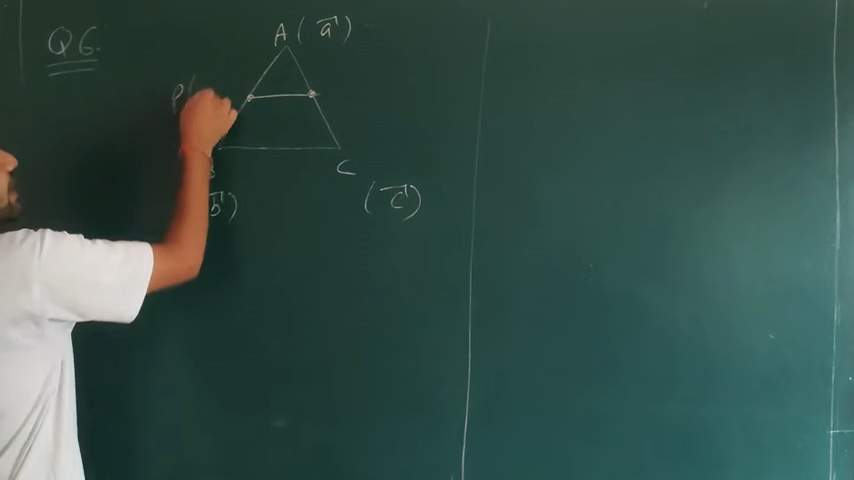 Q6.
A ( a⃗ )
P (
B
C
b⃗ )
( c⃗ )